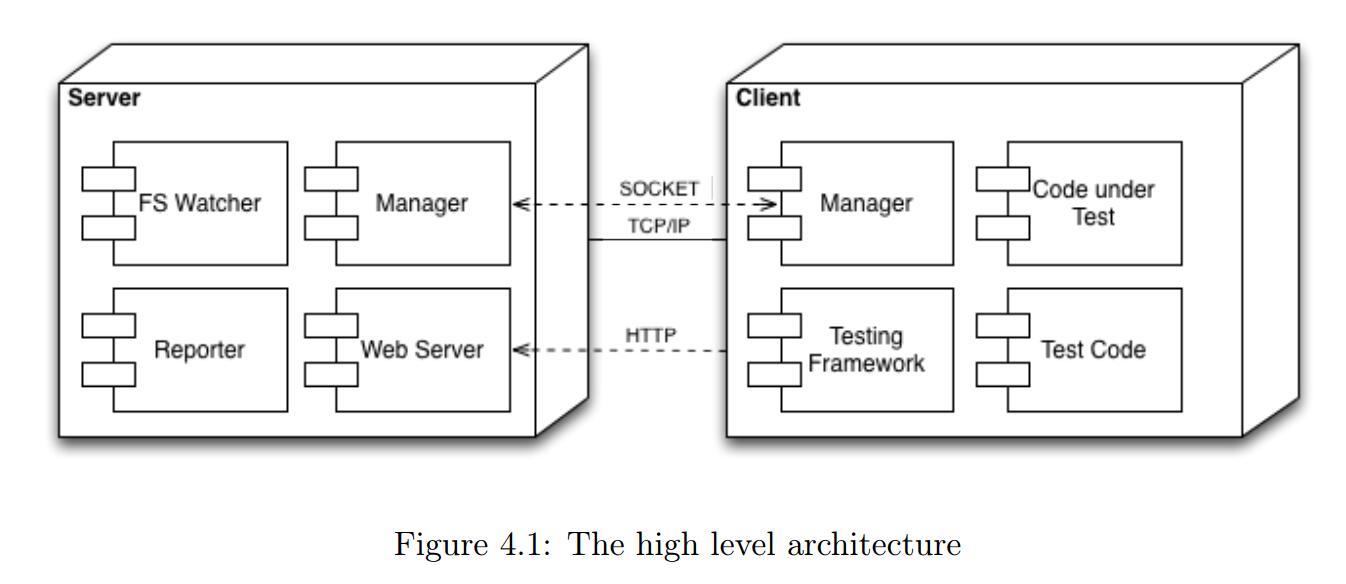 Server
FS Watcher
Manager
Reporter
Web Server
SOCKET
TCP/IP
HTTP
Client
Manager
Code under
Test
Testing
Framework
Test Code
Figure 4.1: The high level architecture